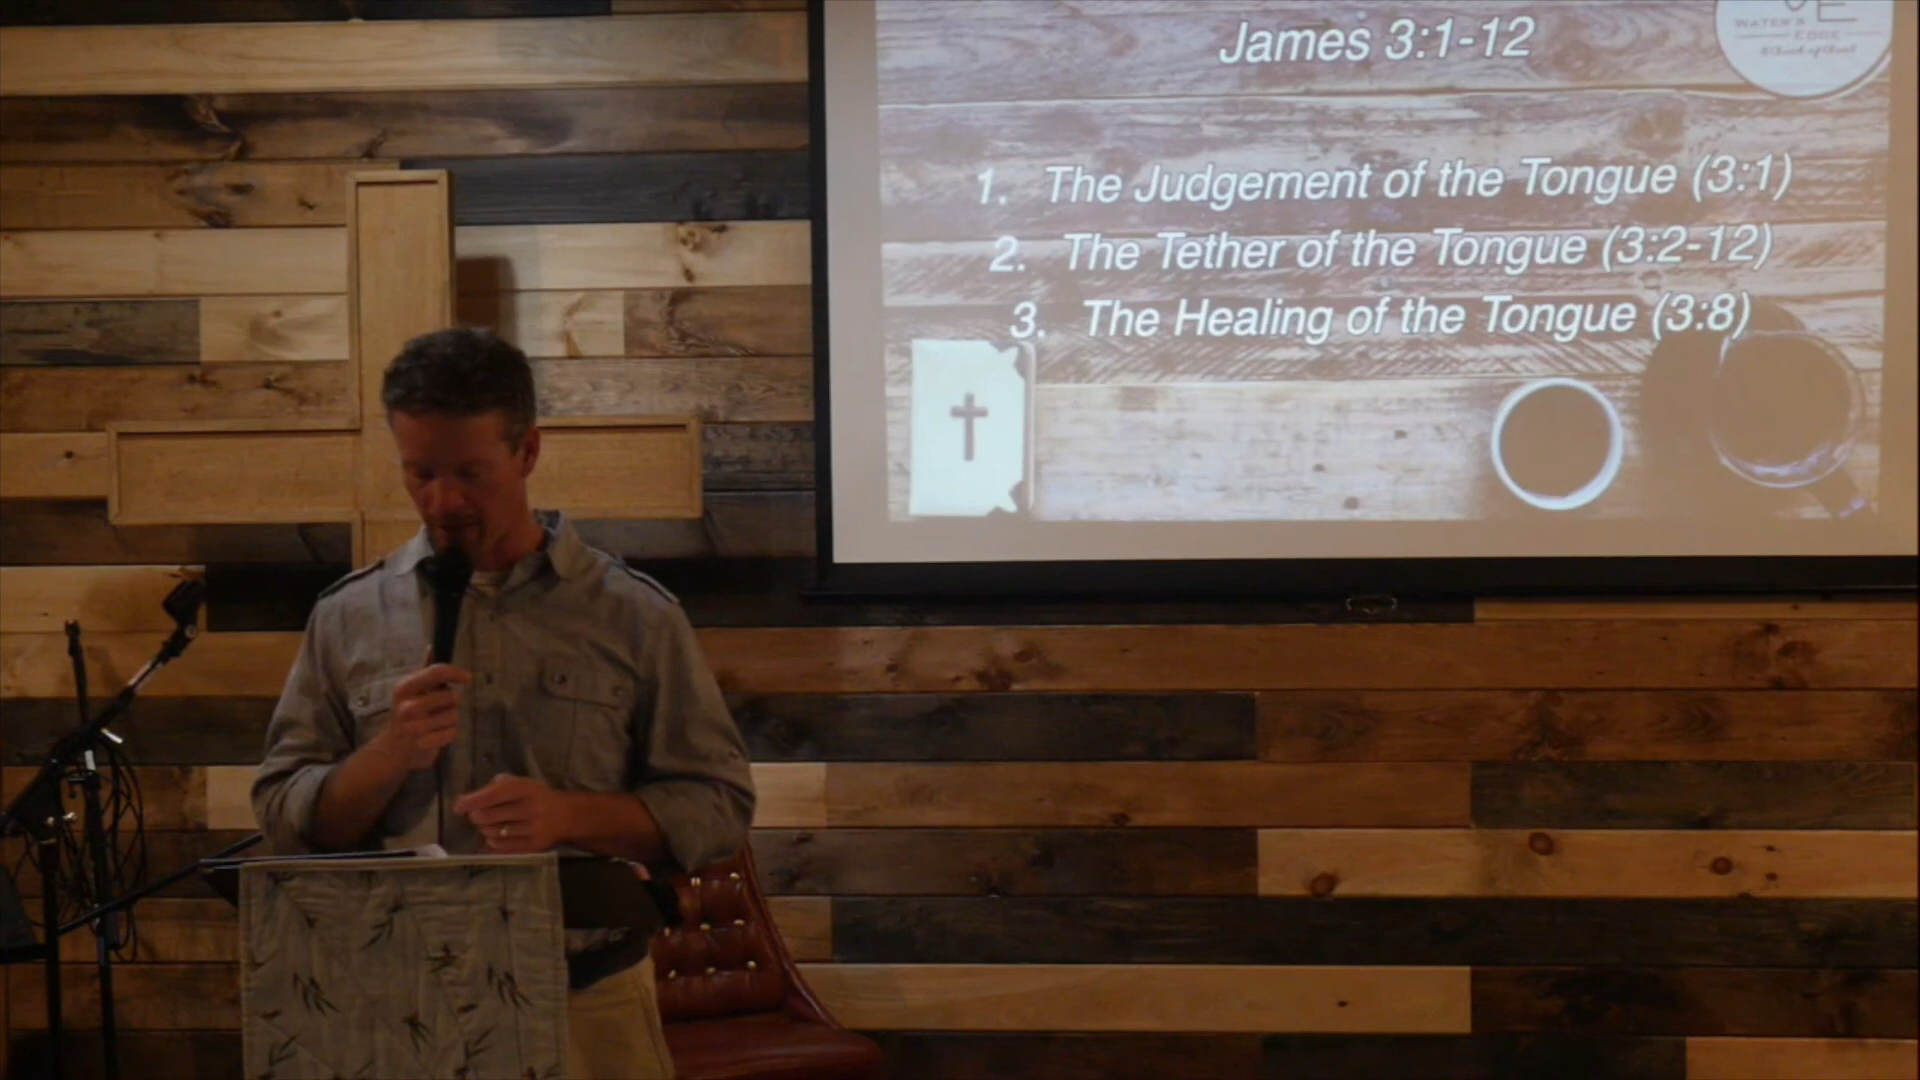 James 3:1-12
WATER'S
EDGE
1. The Judgement of the Tongue (3:1)
2. The Tether of the Tongue (3:2-12)
3. The Healing of the Tongue (3:8)